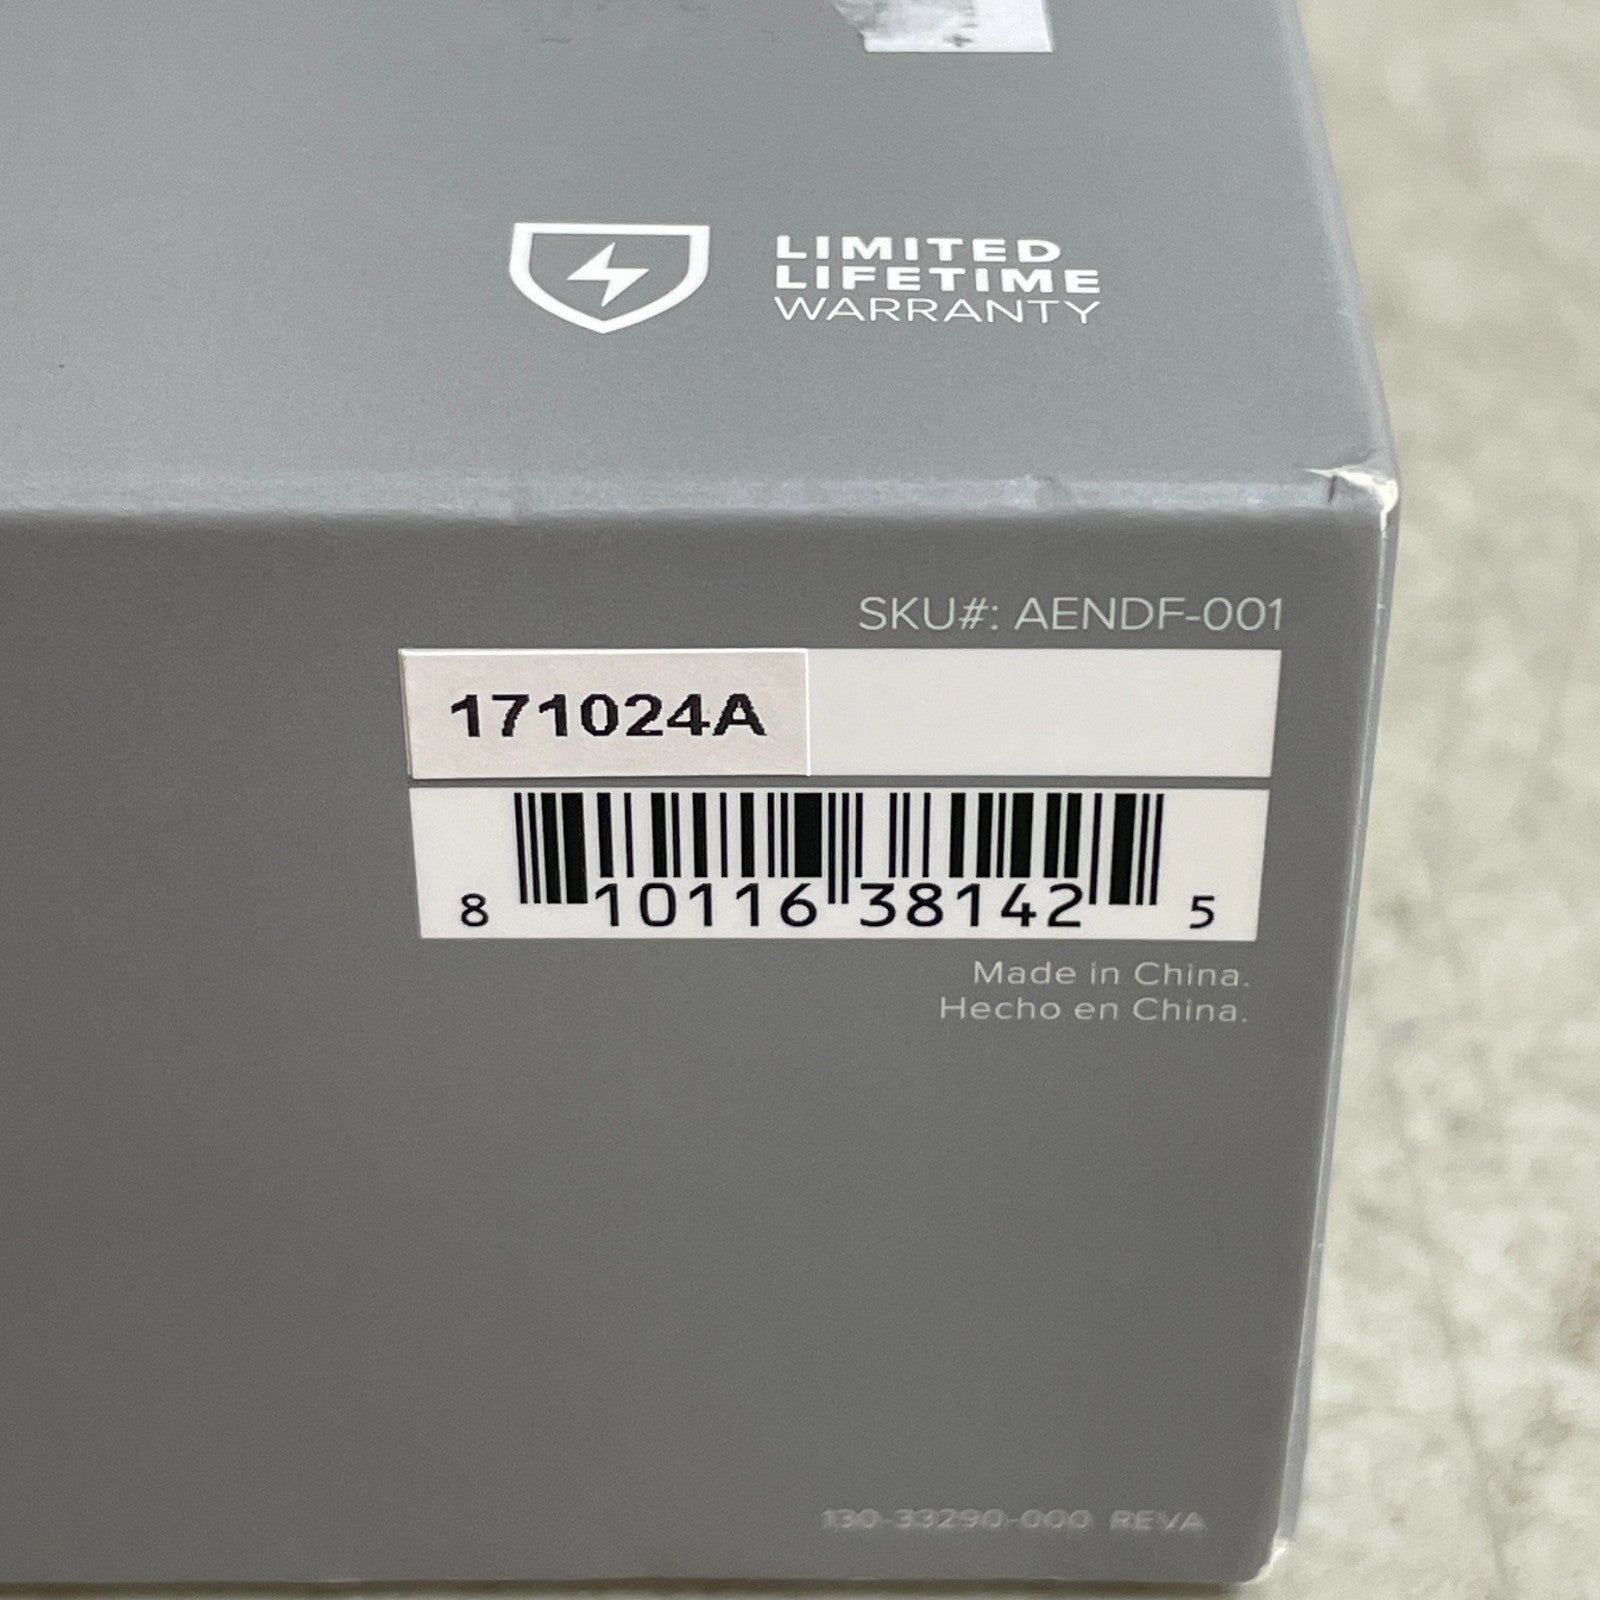 LIMITED
LIFETIME
WARRANTY
SKU#: AENDF-001
171024A
8 10116 38142 5
Made in China.
Hecho en China.
130-33290-000 REVA